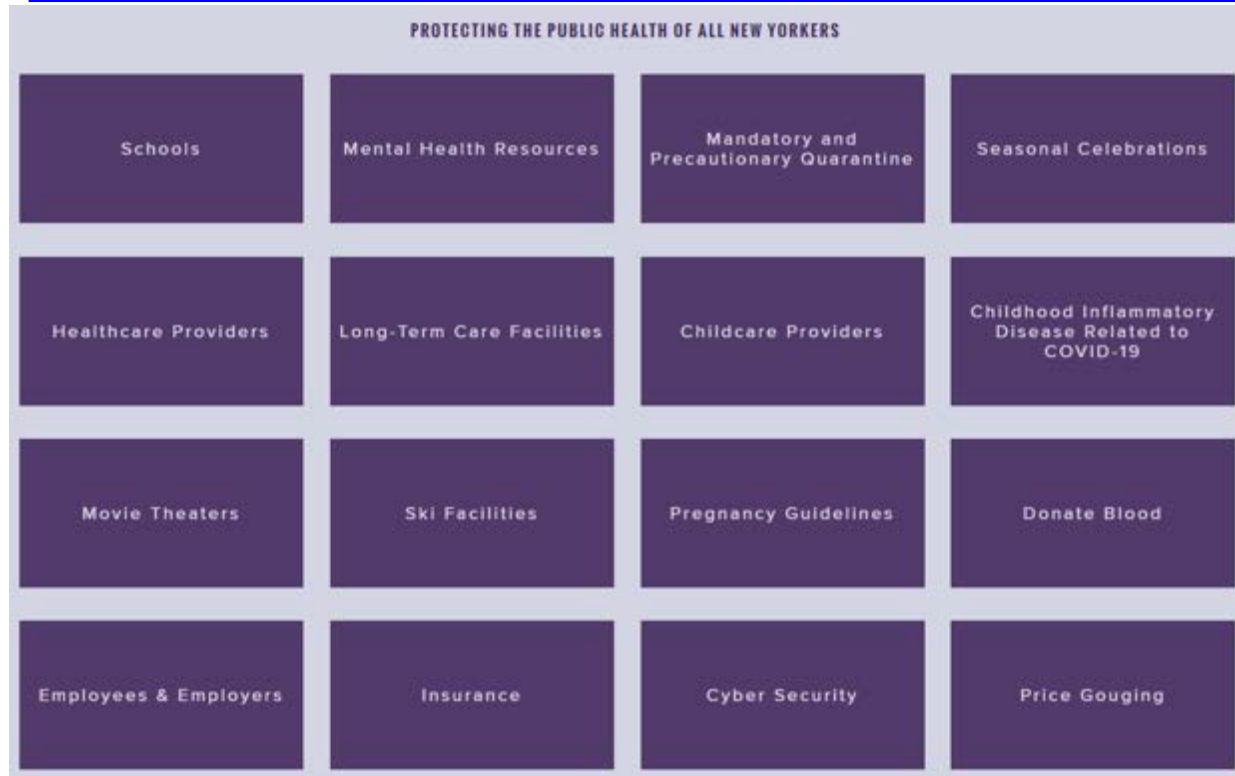 PROTECTING THE PUBLIC HEALTH OF ALL NEW YORKERS
Schools
Mental Health Resources
Mandatory and
Precautionary Quarantine
Seasonal Celebrations
Healthcare Providers
Long-Term Care Facilities
Childcare Providers
Childhood Inflammatory
Disease Related to
COVID-19
Movie Theaters
Ski Facilities
Pregnancy Guidelines
Donate Blood
Employees & Employers
Insurance
Cyber Security
Price Gouging